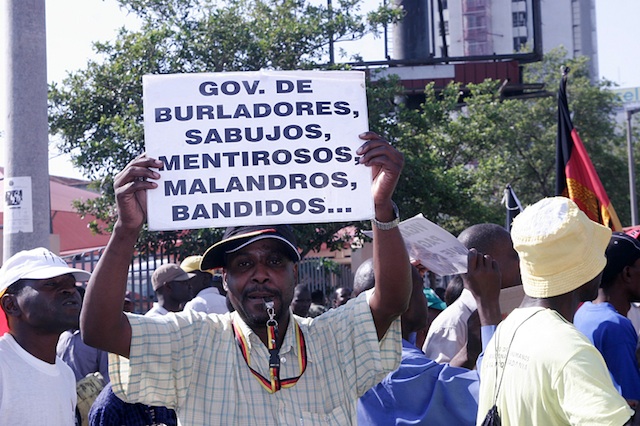 GOV. DE
BURLADORES,
SABUJOS,
MENTIROSOS,
MALANDROS,
BANDIDOS...